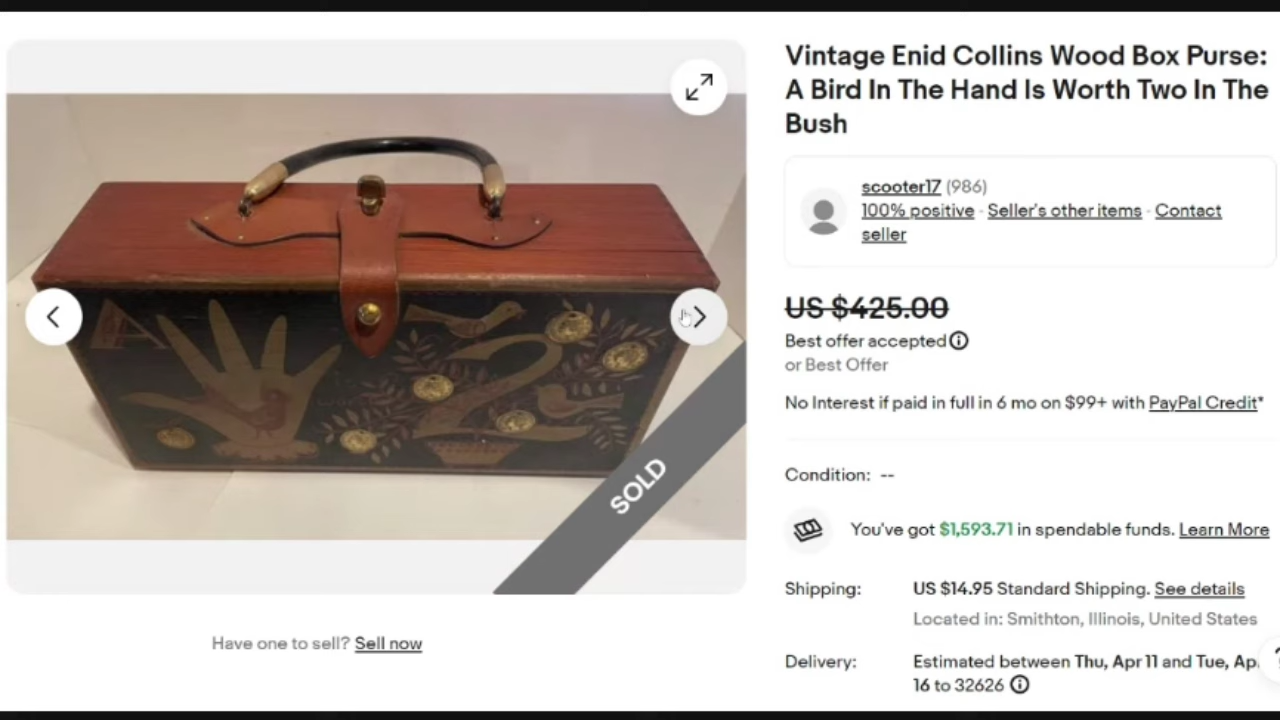 Vintage Enid Collins Wood Box Purse:
A Bird In The Hand Is Worth Two In The
Bush
scooter17 (986)
100% positive · Seller's other items · Contact
seller
US $425.00
Best offer accepted
or Best Offer
No Interest if paid in full in 6 mo on $99+ with PayPal Credit*
Condition: --
You've got $1,593.71 in spendable funds. Learn More
Shipping: US $14.95 Standard Shipping. See details
Located in: Smithton, Illinois, United States
Delivery: Estimated between Thu, Apr 11 and Tue, Ap
16 to 32626
A
2
SOLD
Have one to sell? Sell now